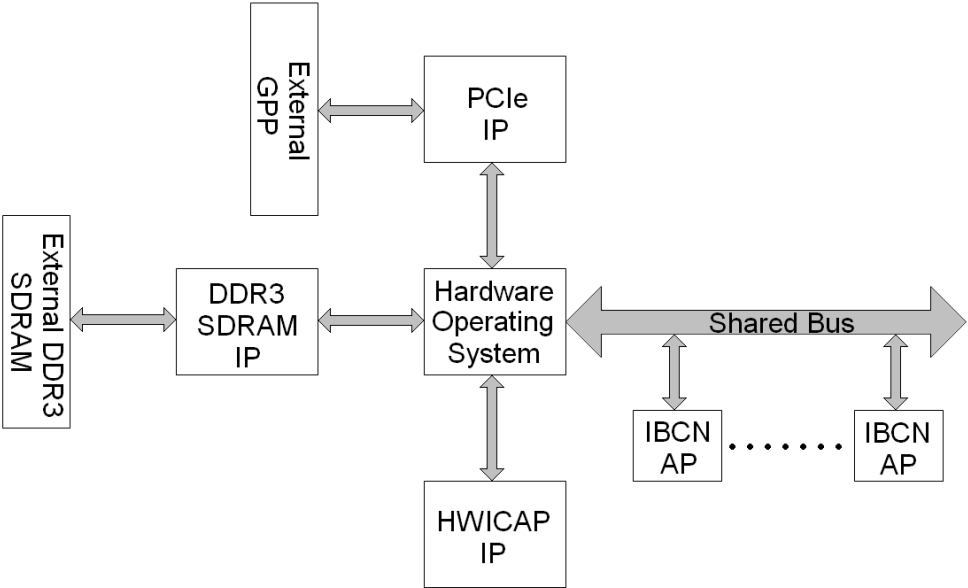 External
GPP
PCIe
IP
External DDR3
SDRAM
DDR3
SDRAM
IP
Hardware
Operating
System
Shared Bus
IBCN
AP
IBCN
AP
HWICAP
IP